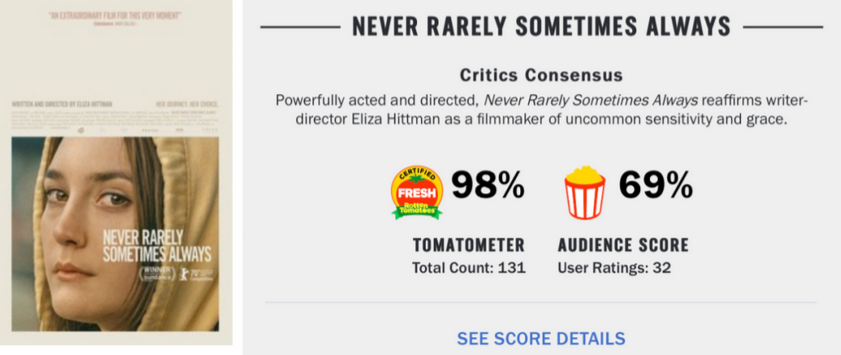 "AN EXTRAORDINARY FILM FOR THIS VERY MOMENT"
WRITTEN AND DIRECTED BY ELIZA HITTMAN
HER JOURNEY. HER CHOICE.
NEVER RARELY
SOMETIMES ALWAYS
WINNER
NEVER RARELY SOMETIMES ALWAYS
Critics Consensus
Powerfully acted and directed, Never Rarely Sometimes Always reaffirms writer-
director Eliza Hittman as a filmmaker of uncommon sensitivity and grace.
CERTIFIED
FRESH
Rotten
Tomatoes
98%
69%
TOMATOMETER
AUDIENCE SCORE
Total Count: 131
User Ratings: 32
SEE SCORE DETAILS